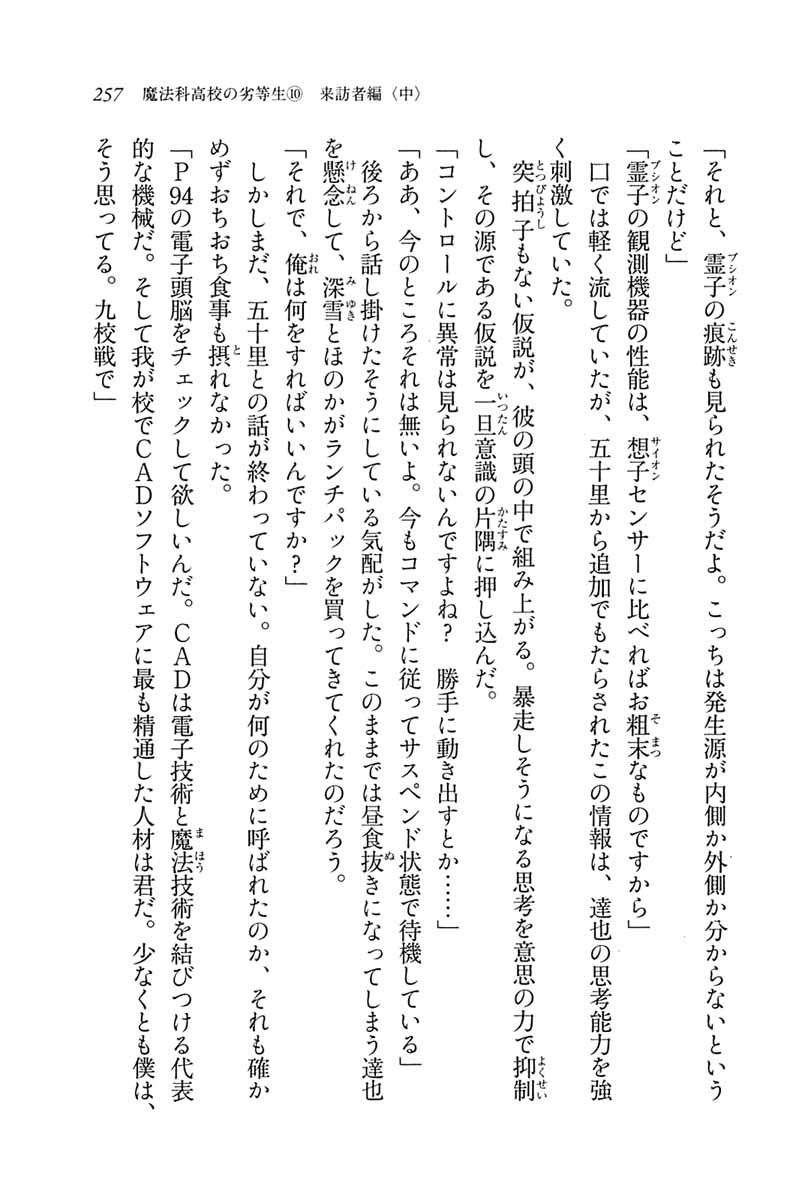 257　魔法科高校の劣等生⑩　来訪者編〈中〉
「それと、霊子の痕跡も見られたそうだよ。こっちは発生源が内側か外側か分からないという
ことだけど」
「霊子の観測機器の性能は、想子センサーに比べればお粗末なものですから」
　口では軽く流していたが、五十里から追加でもたらされたこの情報は、達也の思考能力を強
く刺激していた。
　突拍子もない仮説が、彼の頭の中で組み上がる。暴走しそうになる思考を意思の力で抑制
し、その源である仮説を一旦意識の片隅に押し込んだ。
「コントロールに異常は見られないんですよね？　勝手に動き出すとか……」
「ああ、今のところそれは無いよ。今もコマンドに従ってサスペンド状態で待機している」
　後ろから話し掛けたそうにしている気配がした。このままでは昼食抜きになってしまう達也
を懸念して、深雪とほのかがランチパックを買ってきてくれたのだろう。
「それで、俺は何をすればいいんですか？」
　しかしまだ、五十里との話が終わっていない。自分が何のために呼ばれたのか、それも確か
めずおちおち食事も摂れなかった。
「Ｐ94の電子頭脳をチェックして欲しいんだ。ＣＡＤは電子技術と魔法技術を結びつける代表
的な機械だ。そして我が校でＣＡＤソフトウェアに最も精通した人材は君だ。少なくとも僕は、
そう思ってる。九校戦で」